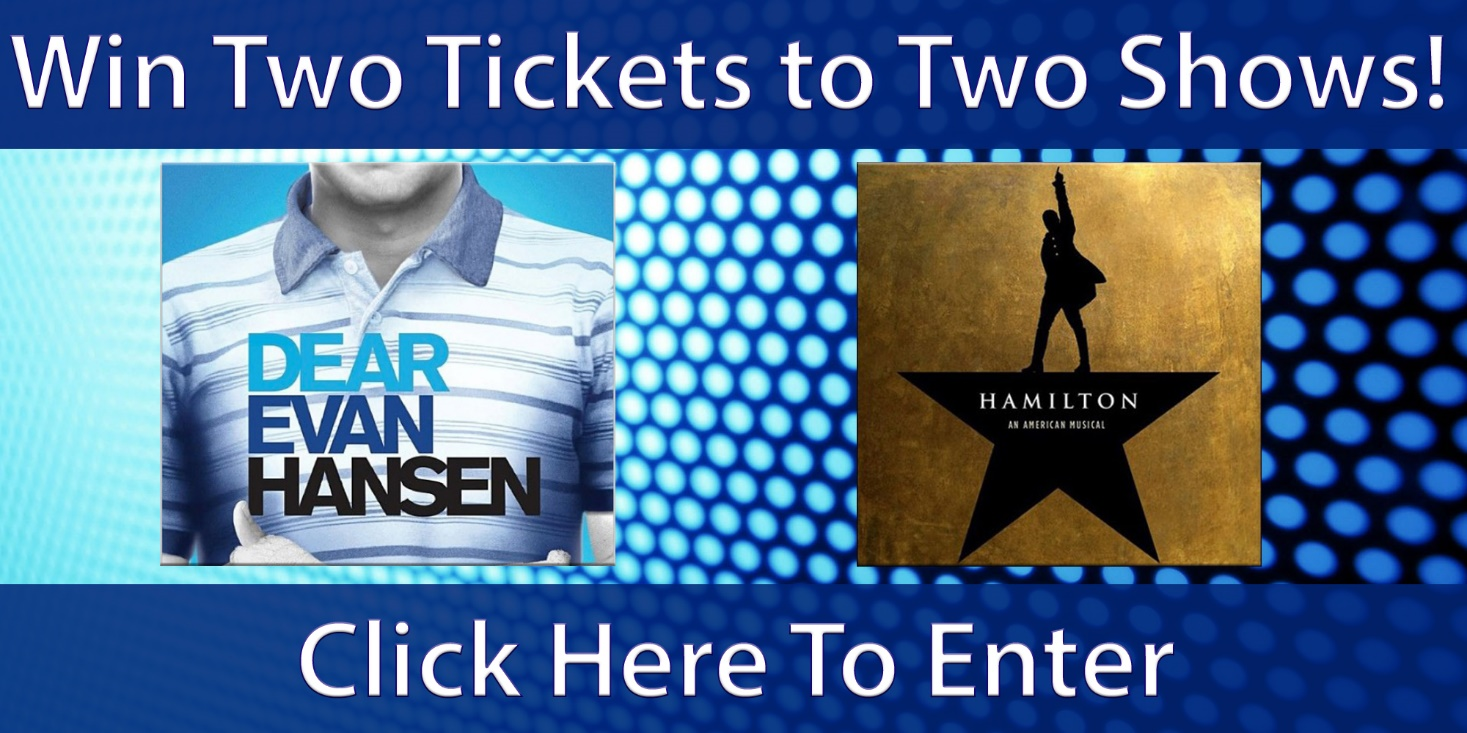 Win Two Tickets to Two Shows!
DEAR
EVAN
HANSEN
HAMILTON
AN AMERICAN MUSICAL
Click Here To Enter